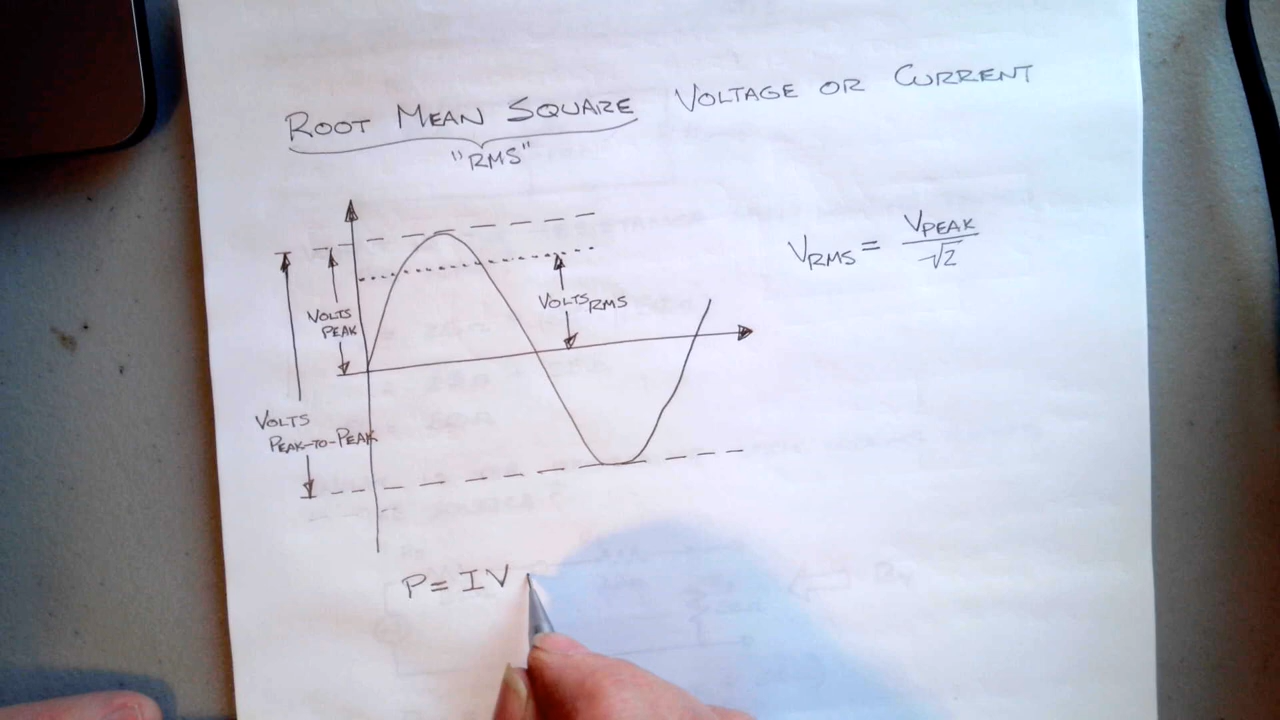 ROOT MEAN SQUARE VOLTAGE OR CURRENT
"RMS"
VOLTS
PEAK
VOLTS RMS
VOLTS
PEAK-TO-PEAK
VRMS = VPEAK / √2
P = IV